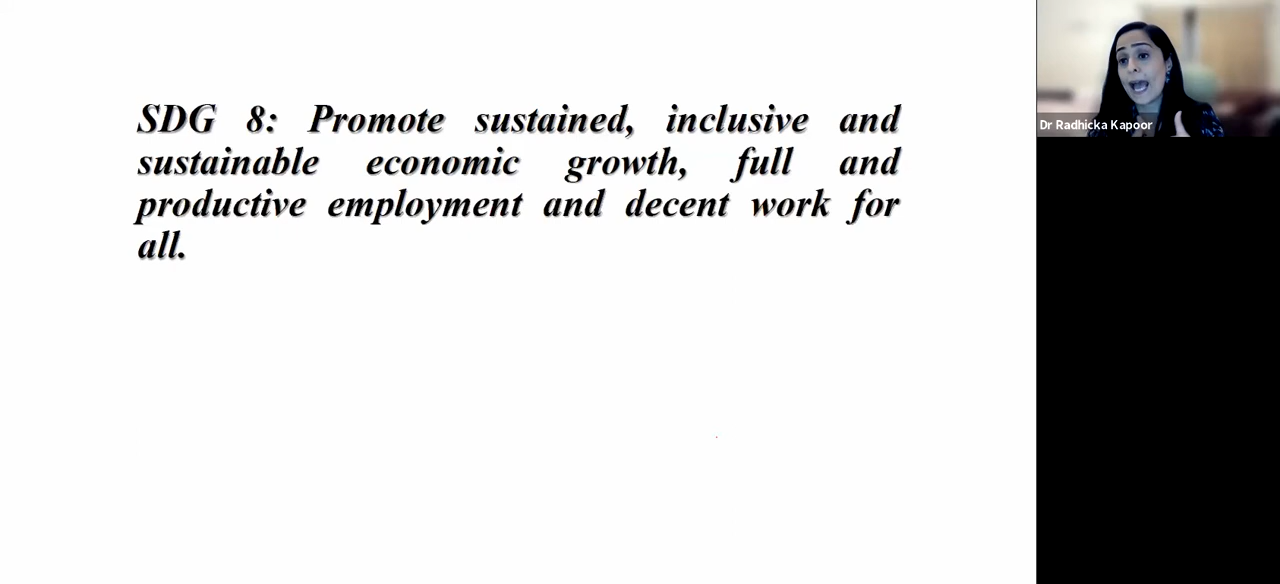 SDG 8: Promote sustained, inclusive and
sustainable economic growth, full and
productive employment and decent work for
all.
Dr Radhicka Kapoor